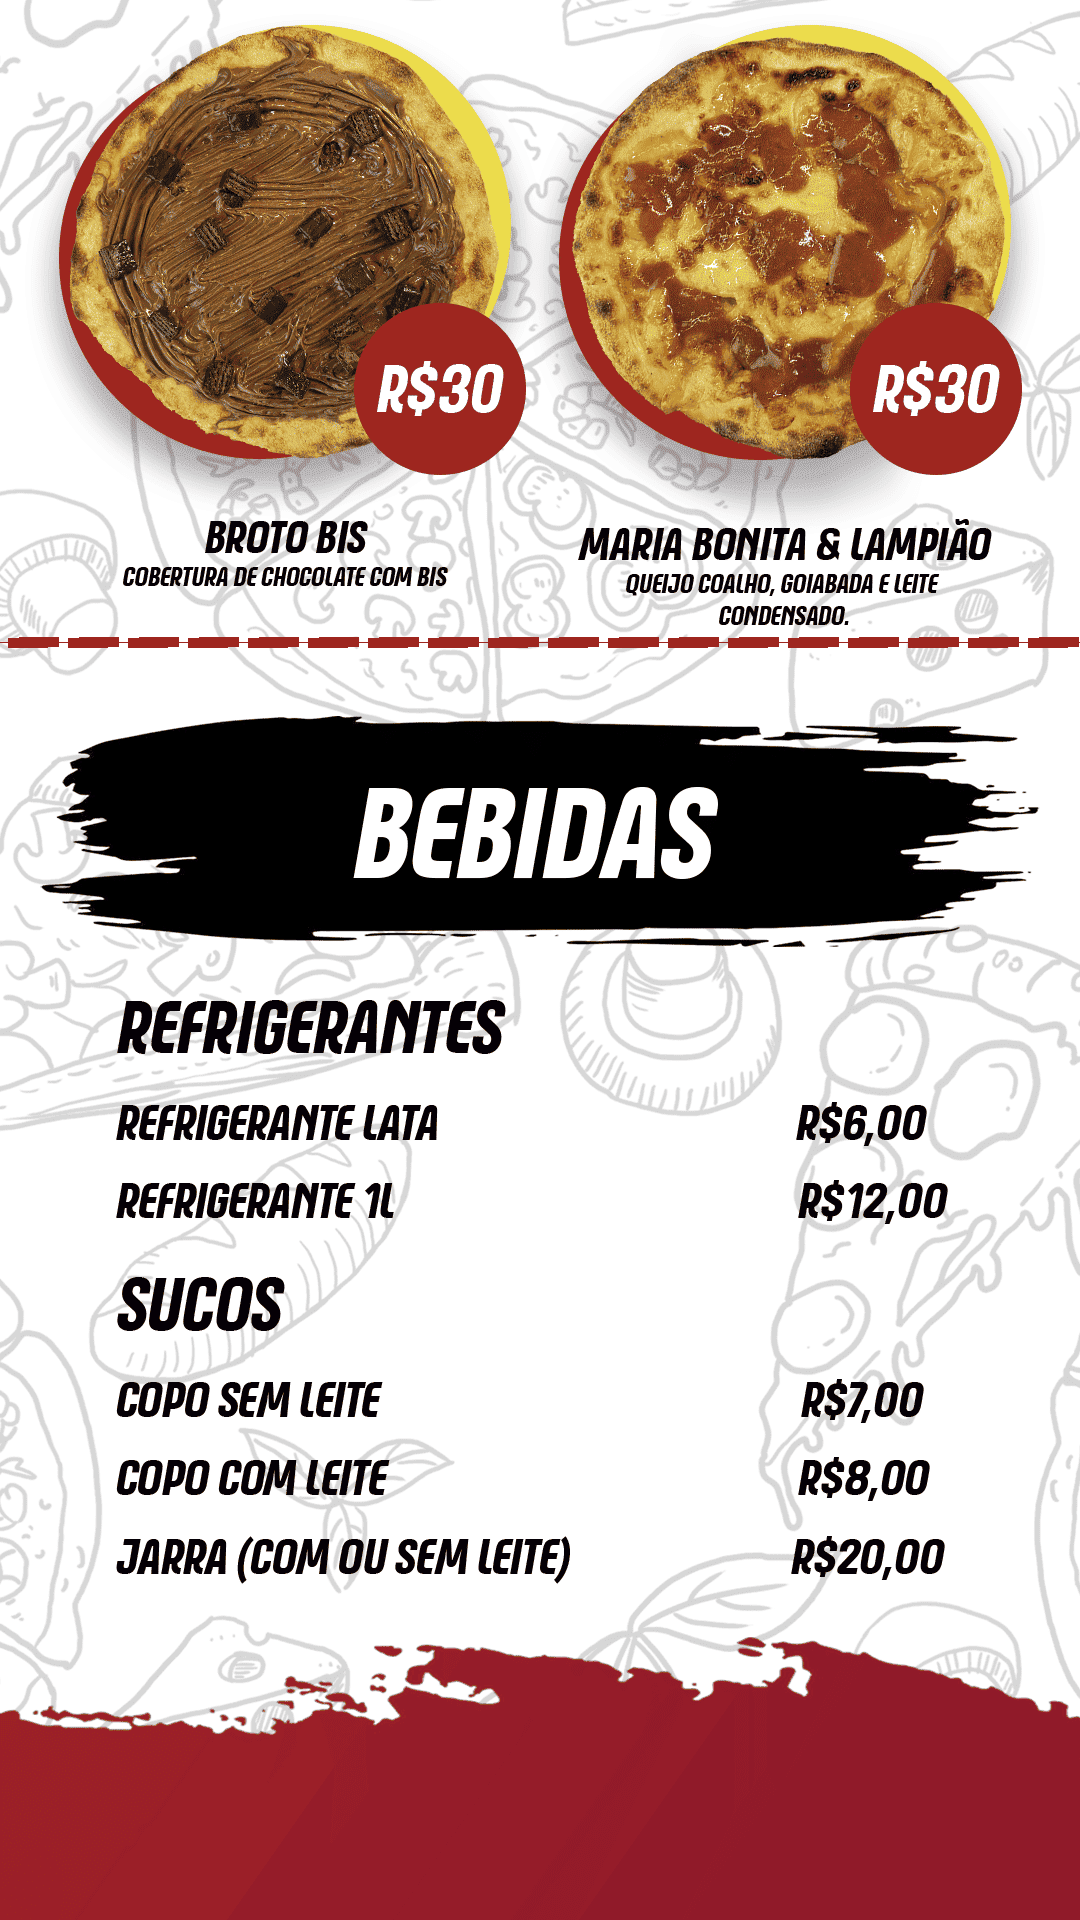 R$30
R$30
BROTO BIS
COBERTURA DE CHOCOLATE COM BIS
MARIA BONITA & LAMPIÃO
QUEIJO COALHO, GOIABADA E LEITE
CONDENSADO.
BEBIDAS
REFRIGERANTES
REFRIGERANTE LATA R$6,00
REFRIGERANTE 1L R$12,00
SUCOS
COPO SEM LEITE R$7,00
COPO COM LEITE R$8,00
JARRA (COM OU SEM LEITE) R$20,00